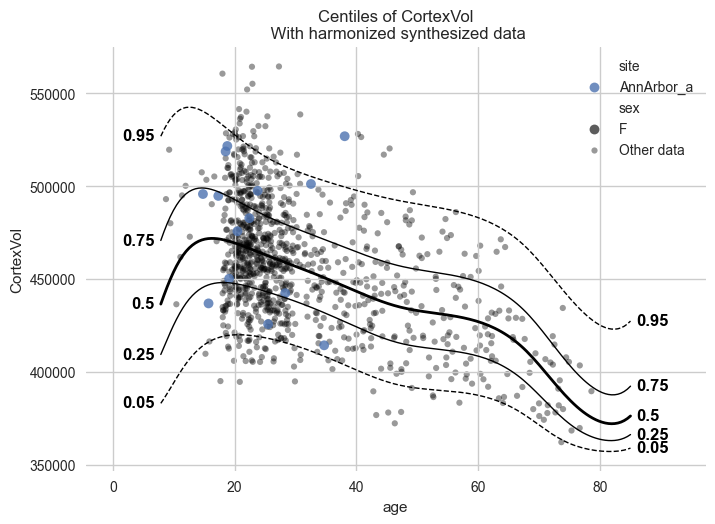 Centiles of CortexVol
With harmonized synthesized data
site
AnnArbor_a
sex
F
Other data
CortexVol
550000
500000
450000
400000
350000
0.95
0.75
0.5
0.25
0.05
0.95
0.75
0.5
0.25
0.05
0
20
40
60
80
age